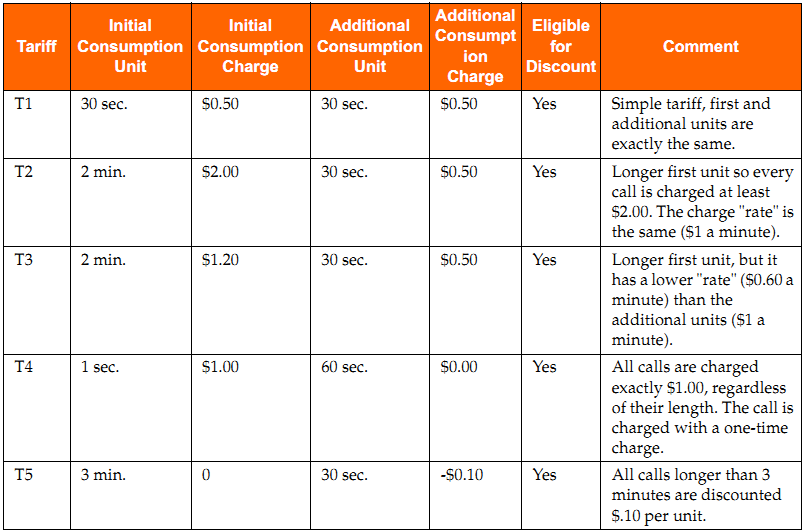 Tariff
Initial
Consumption
Unit
Initial
Consumption
Charge
Additional
Consumption
Unit
Additional
Consumpt
ion
Charge
Eligible
for
Discount
Comment
T1
30 sec.
$0.50
30 sec.
$0.50
Yes
Simple tariff, first and
additional units are
exactly the same.
T2
2 min.
$2.00
30 sec.
$0.50
Yes
Longer first unit so every
call is charged at least
$2.00. The charge "rate" is
the same ($1 a minute).
T3
2 min.
$1.20
30 sec.
$0.50
Yes
Longer first unit, but it
has a lower "rate" ($0.60 a
minute) than the
additional units ($1 a
minute).
T4
1 sec.
$1.00
60 sec.
$0.00
Yes
All calls are charged
exactly $1.00, regardless
of their length. The call is
charged with a one-time
charge.
T5
3 min.
0
30 sec.
-$0.10
Yes
All calls longer than 3
minutes are discounted
$.10 per unit.